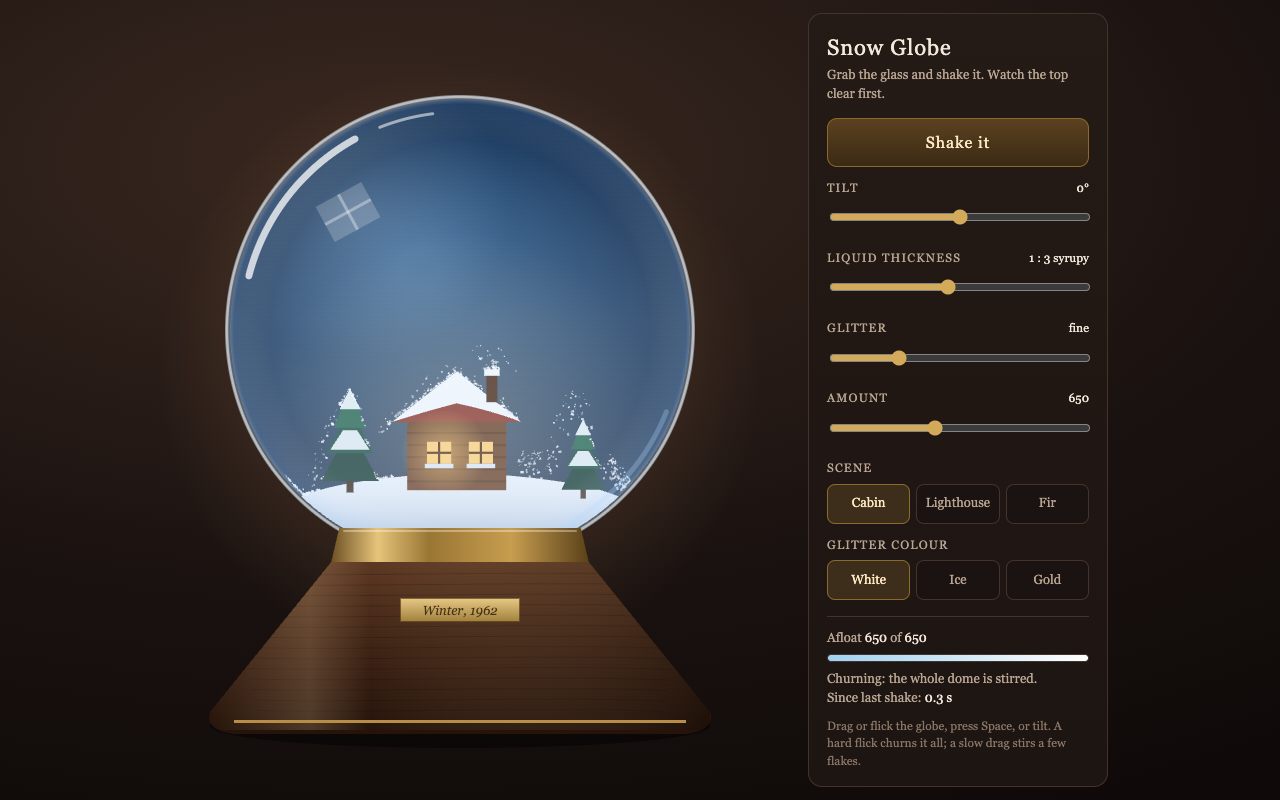 Snow Globe
Grab the glass and shake it. Watch the top
clear first.
Shake it
TILT 0°
LIQUID THICKNESS 1 : 3 syrupy
GLITTER fine
AMOUNT 650
SCENE
Cabin Lighthouse Fir
GLITTER COLOUR
White Ice Gold
Afloat 650 of 650
Churning: the whole dome is stirred.
Since last shake: 0.3 s
Drag or flick the globe, press Space, or tilt. A
hard flick churns it all; a slow drag stirs a few
flakes.
Winter, 1962